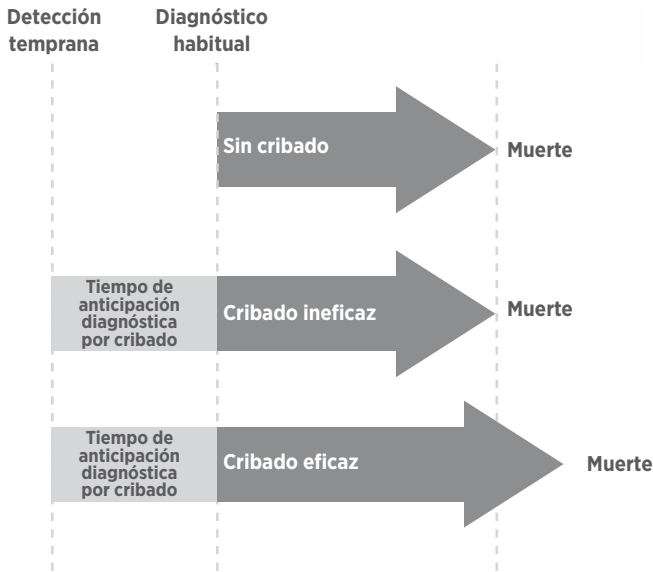 Detección
temprana
Diagnóstico
habitual
Sin cribado
Muerte
Tiempo de
anticipación
diagnóstica
por cribado
Cribado ineficaz
Muerte
Tiempo de
anticipación
diagnóstica
por cribado
Cribado eficaz
Muerte